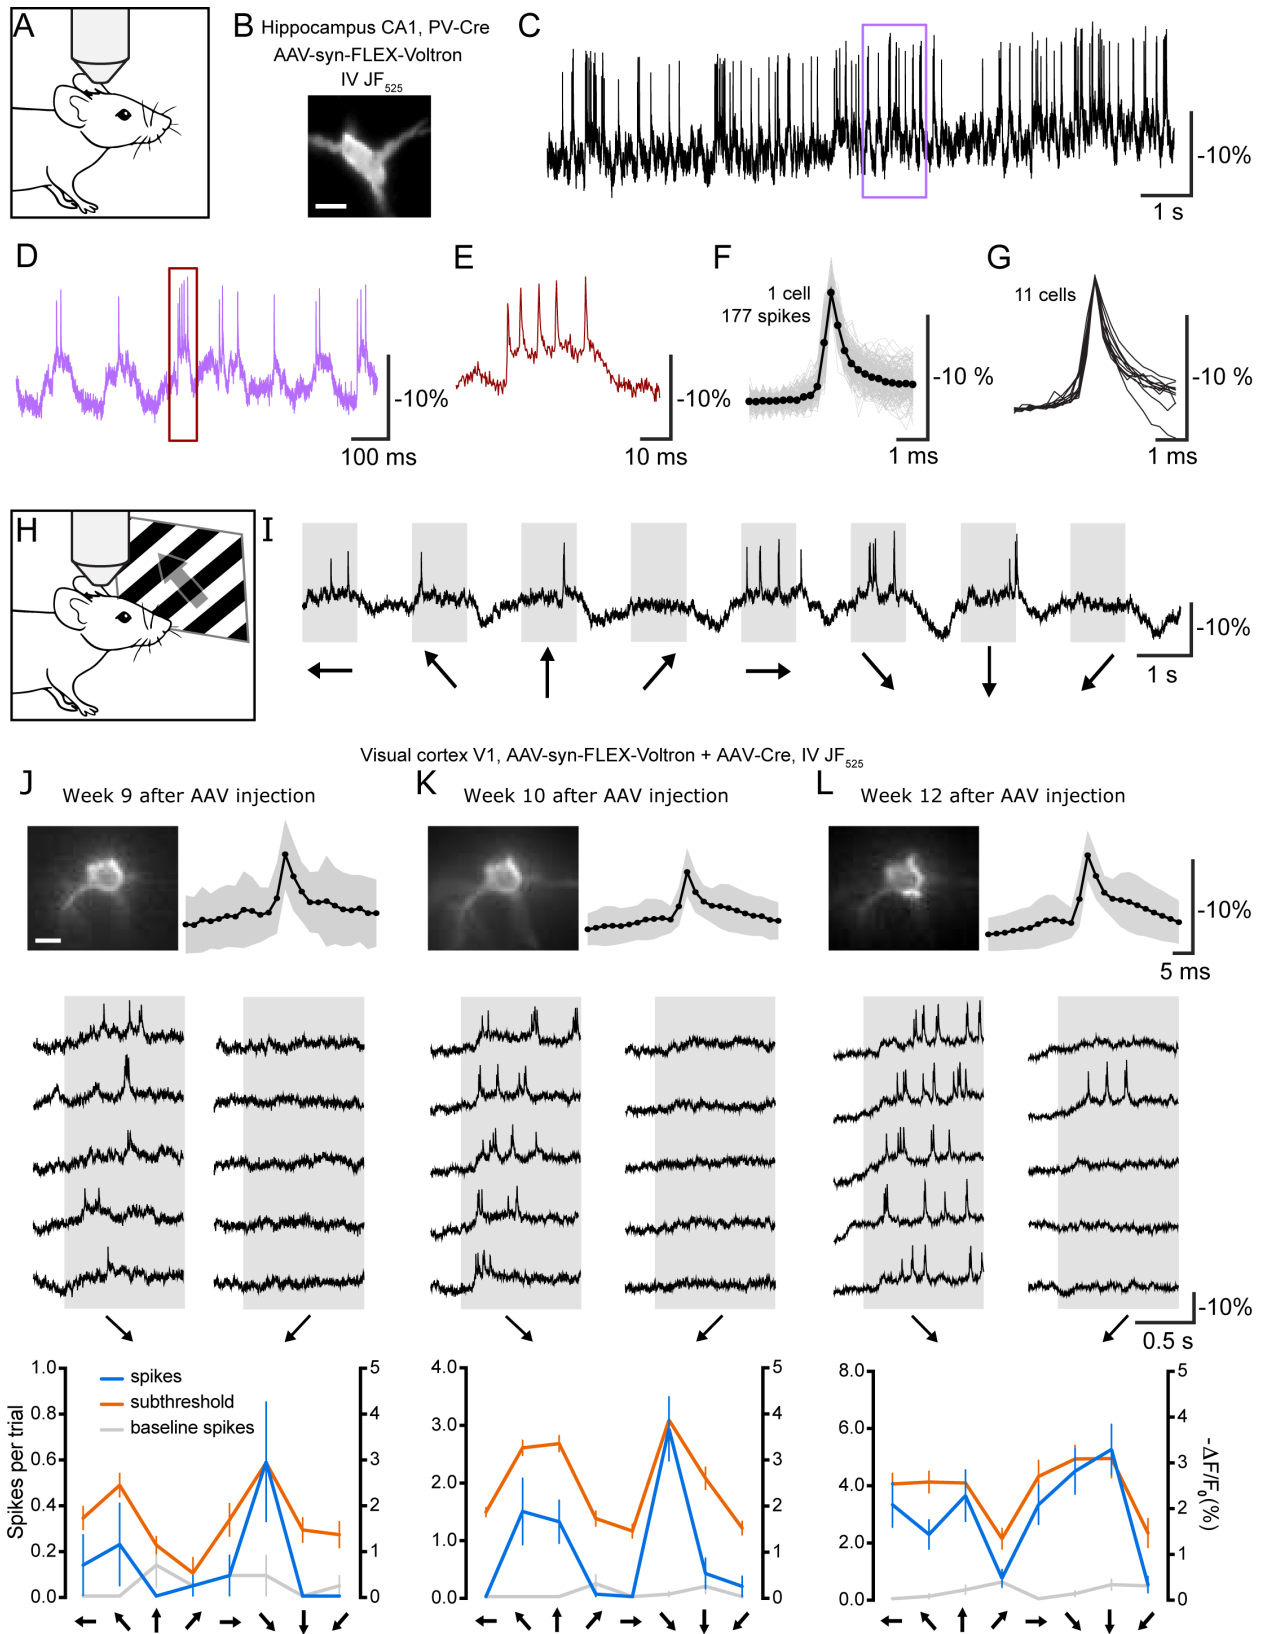 A
B
Hippocampus CA1, PV-Cre
AAV-syn-FLEX-Voltron
IV JF525
C
-10%
1 s
D
-10%
100 ms
E
-10%
10 ms
F
1 cell
177 spikes
-10 %
1 ms
G
11 cells
-10 %
1 ms
H
I
-10%
1 s
Visual cortex V1, AAV-syn-FLEX-Voltron + AAV-Cre, IV JF525
J
Week 9 after AAV injection
K
Week 10 after AAV injection
L
Week 12 after AAV injection
-10%
5 ms
-10%
0.5 s
Spikes per trial
1.0
0.8
0.6
0.4
0.2
0.0
spikes
subthreshold
baseline spikes
5
4
3
2
1
0
4.0
3.0
2.0
1.0
0.0
5
4
3
2
1
0
8.0
6.0
4.0
2.0
0.0
5
4
3
2
1
0
-ΔF/F0(%)